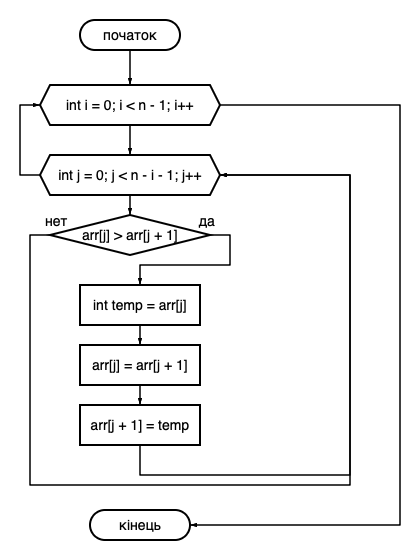 початок
int i = 0; i < n - 1; i++
int j = 0; j < n - i - 1; j++
нет
да
arr[j] > arr[j + 1]
int temp = arr[j]
arr[j] = arr[j + 1]
arr[j + 1] = temp
кінець